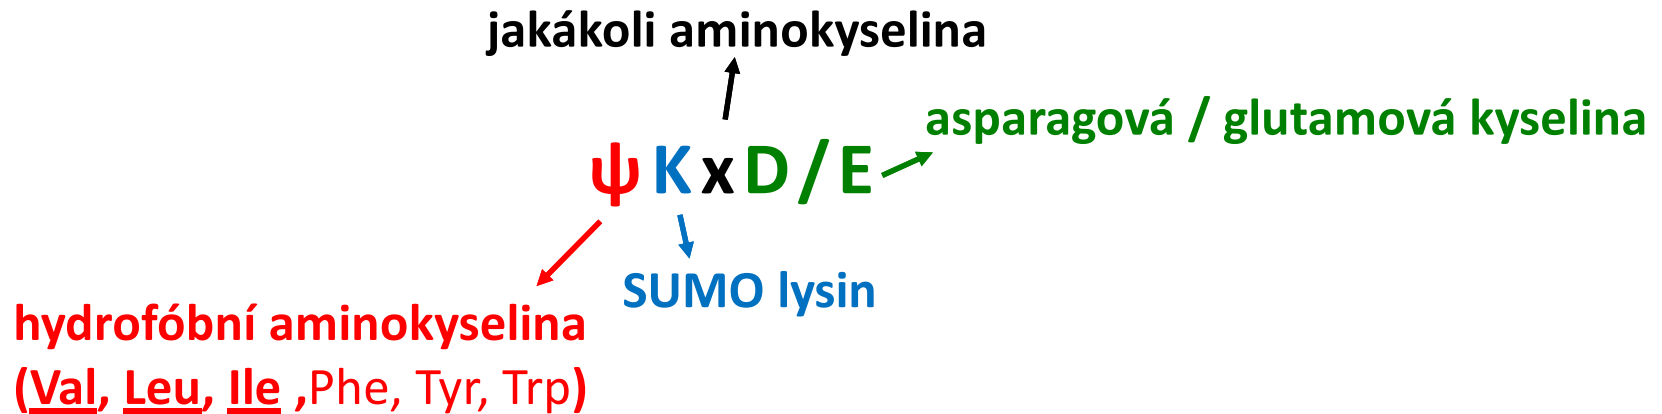 jakákoli aminokyselina
asparagová / glutamová kyselina
ψ K x D / E
SUMO lysin
hydrofóbní aminokyselina
(Val, Leu, Ile ,Phe, Tyr, Trp)